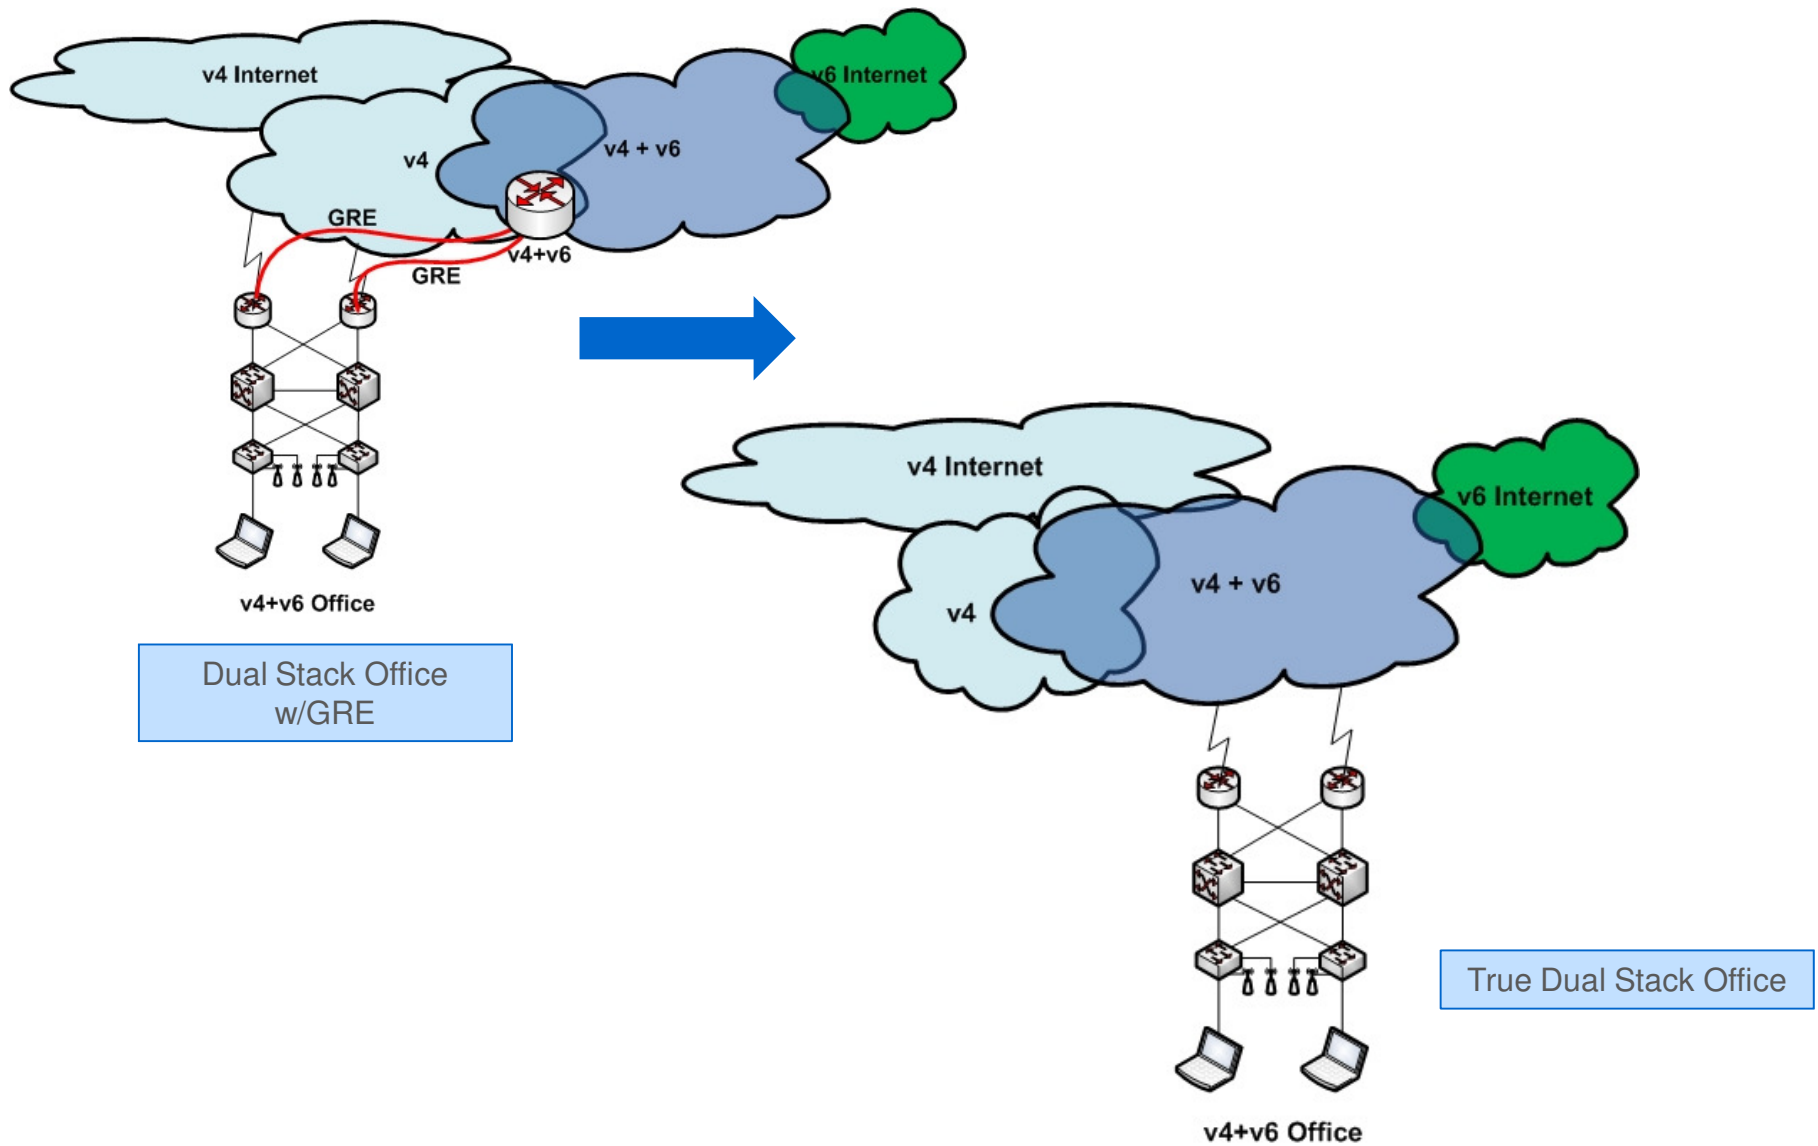 v4 Internet
v6 Internet
v4
v4 + v6
GRE
v4+v6
GRE
v4+v6 Office
Dual Stack Office
w/GRE
v4 Internet
v6 Internet
v4
v4 + v6
True Dual Stack Office
v4+v6 Office